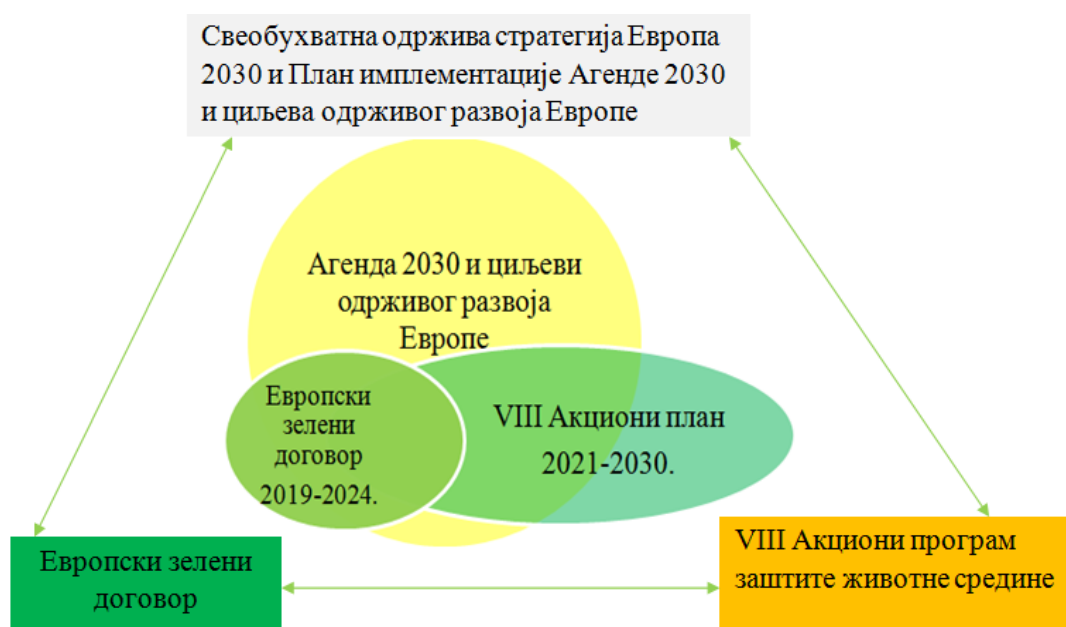 Свеобухватна одржива стратегија Европа
2030 и План имплементације Агенде 2030
и циљева одрживог развоја Европе
Агенда 2030 и циљеви
одрживог развоја
Европе
Европски
зелени
договор
2019-2024.
VIII Акциони план
2021-2030.
Европски зелени
договор
VIII Акциони програм
заштите животне средине